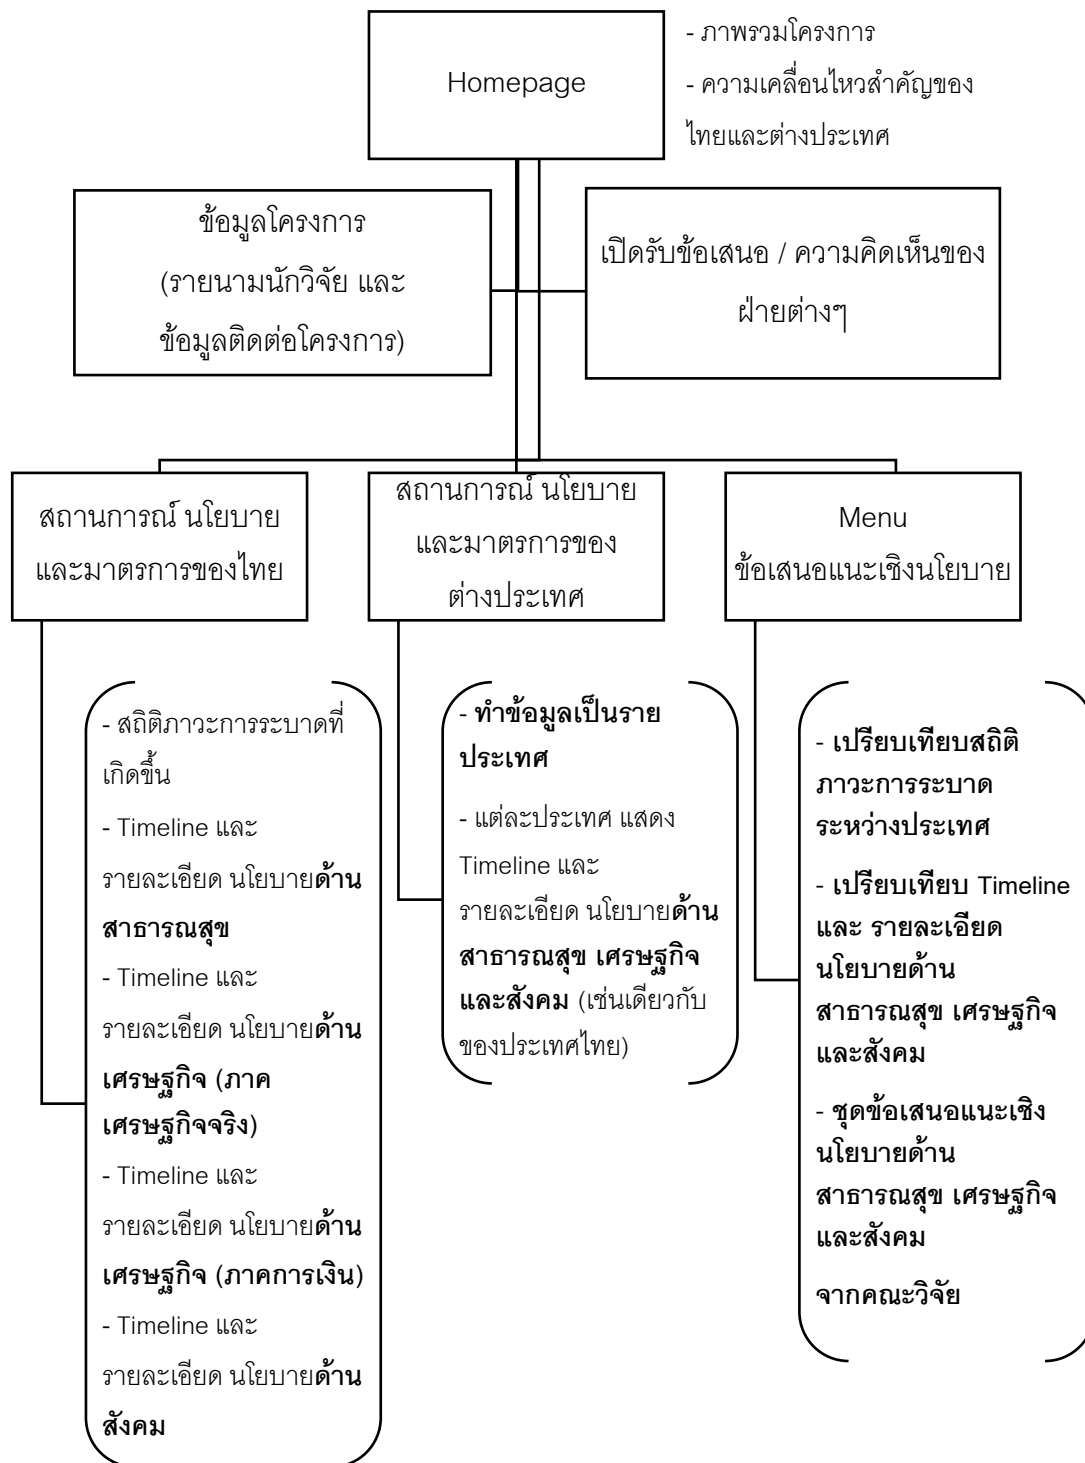 Homepage
- ภาพรวมโครงการ
- ความเคลื่อนไหวสำคัญของ
ไทยและต่างประเทศ
ข้อมูลโครงการ
(รายนามนักวิจัย และ
ข้อมูลติดต่อโครงการ)
เปิดรับข้อเสนอ / ความคิดเห็นของ
ฝ่ายต่างๆ
สถานการณ์ นโยบาย
และมาตรการของไทย
สถานการณ์ นโยบาย
และมาตรการของ
ต่างประเทศ
Menu
ข้อเสนอแนะเชิงนโยบาย
- สถิติภาวะการระบาดที่
เกิดขึ้น
- Timeline และ
รายละเอียด นโยบายด้าน
สาธารณสุข
- Timeline และ
รายละเอียด นโยบายด้าน
เศรษฐกิจ (ภาค
เศรษฐกิจจริง)
- Timeline และ
รายละเอียด นโยบายด้าน
เศรษฐกิจ (ภาคการเงิน)
- Timeline และ
รายละเอียด นโยบายด้าน
สังคม
- ทำข้อมูลเป็นราย
ประเทศ
- แต่ละประเทศ แสดง
Timeline และ
รายละเอียด นโยบายด้าน
สาธารณสุข เศรษฐกิจ
และสังคม (เช่นเดียวกับ
ของประเทศไทย)
- เปรียบเทียบสถิติ
ภาวะการระบาด
ระหว่างประเทศ
- เปรียบเทียบ Timeline
และ รายละเอียด
นโยบายด้าน
สาธารณสุข เศรษฐกิจ
และสังคม
- ชุดข้อเสนอแนะเชิง
นโยบายด้าน
สาธารณสุข เศรษฐกิจ
และสังคม
จากคณะวิจัย